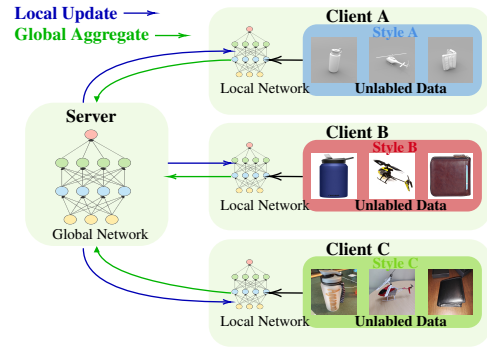 Local Update
Global Aggregate
Client A
Style A
Local Network
Unlabled Data
Server
Global Network
Client B
Style B
Local Network
Unlabled Data
Client C
Style C
Local Network
Unlabled Data